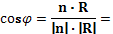 cosφ = n · R / |n| · |R| =